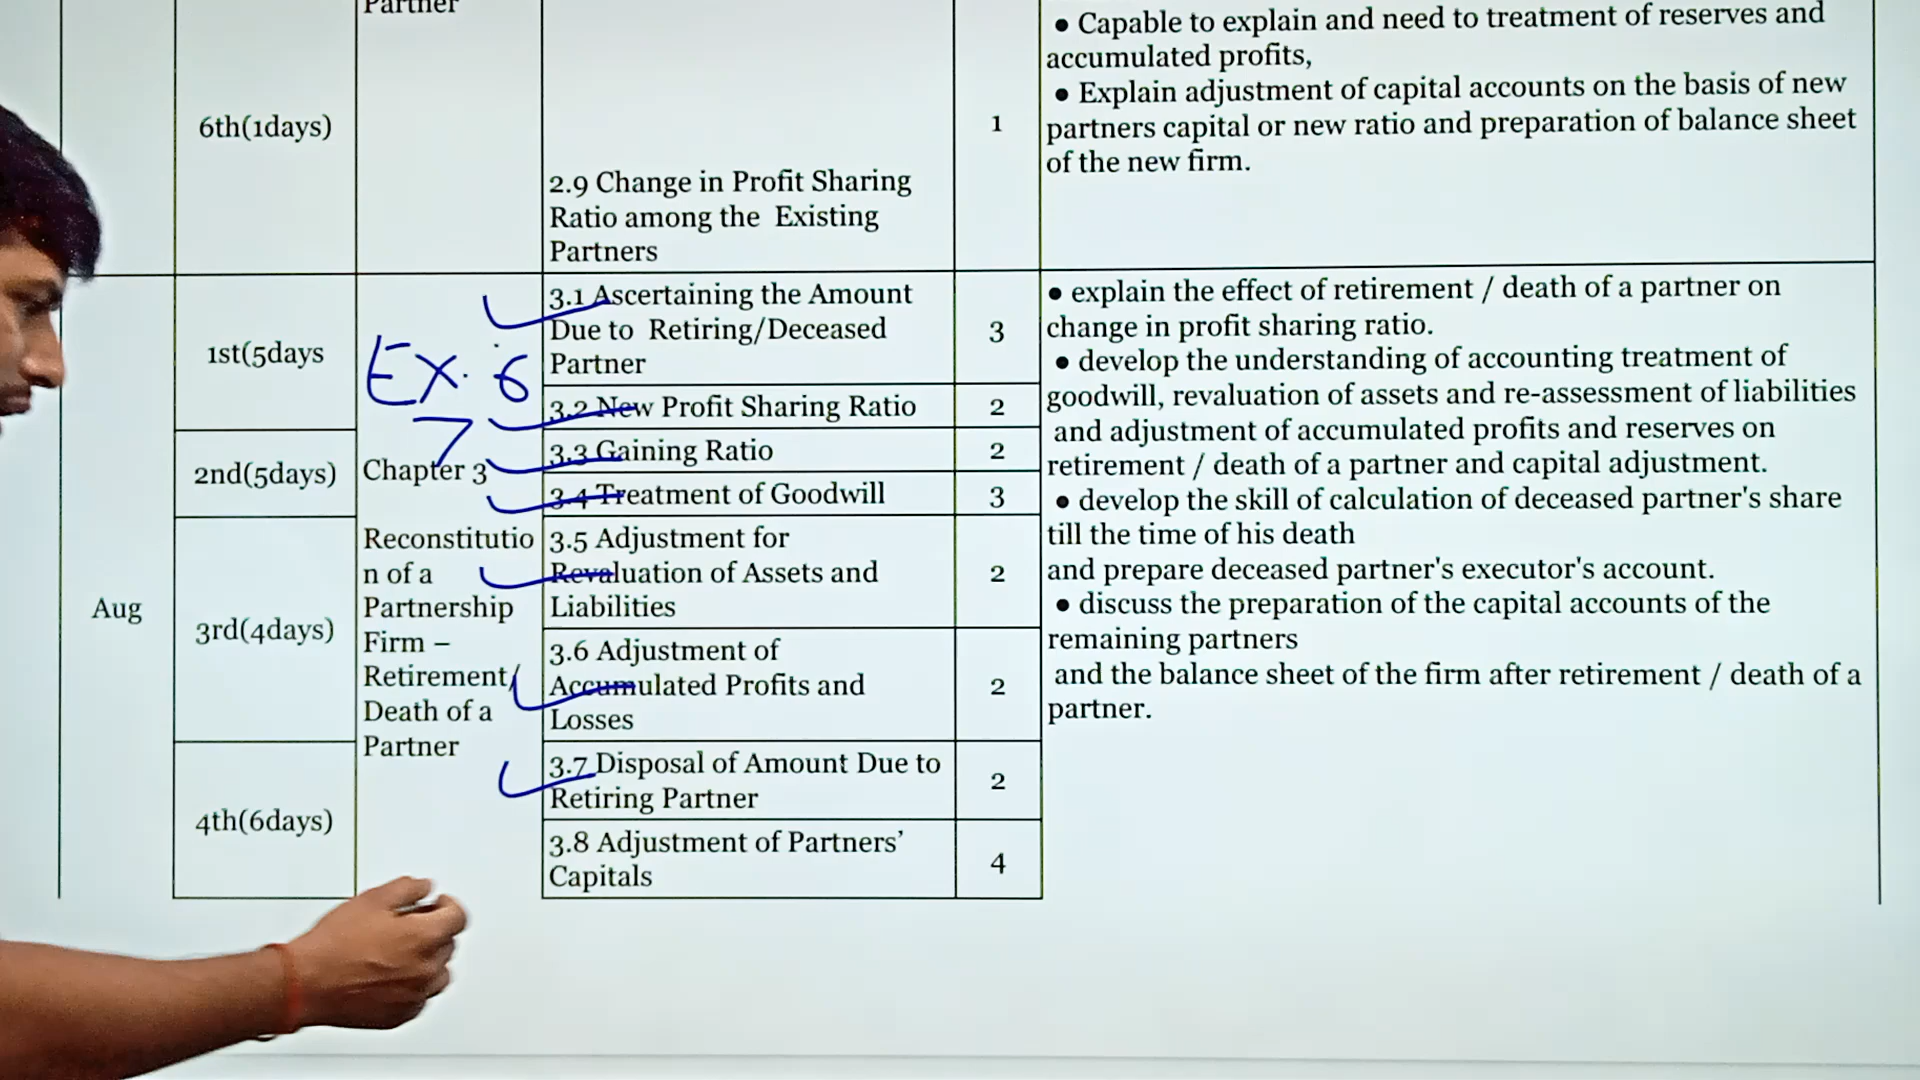 Partner
6th(1days)
2.9 Change in Profit Sharing
Ratio among the Existing
Partners
1
● Capable to explain and need to treatment of reserves and
accumulated profits,
● Explain adjustment of capital accounts on the basis of new
partners capital or new ratio and preparation of balance sheet
of the new firm.
Aug
1st(5days
2nd(5days)
3rd(4days)
4th(6days)
Ex. 6
7
Chapter 3
Reconstitutio
n of a
Partnership
Firm –
Retirement/
Death of a
Partner
3.1 Ascertaining the Amount
Due to Retiring/Deceased
Partner
3
3.2 New Profit Sharing Ratio
2
3.3 Gaining Ratio
2
3.4 Treatment of Goodwill
3
3.5 Adjustment for
Revaluation of Assets and
Liabilities
2
3.6 Adjustment of
Accumulated Profits and
Losses
2
3.7 Disposal of Amount Due to
Retiring Partner
2
3.8 Adjustment of Partners’
Capitals
4
● explain the effect of retirement / death of a partner on
change in profit sharing ratio.
● develop the understanding of accounting treatment of
goodwill, revaluation of assets and re-assessment of liabilities
and adjustment of accumulated profits and reserves on
retirement / death of a partner and capital adjustment.
● develop the skill of calculation of deceased partner's share
till the time of his death
and prepare deceased partner's executor's account.
● discuss the preparation of the capital accounts of the
remaining partners
and the balance sheet of the firm after retirement / death of a
partner.